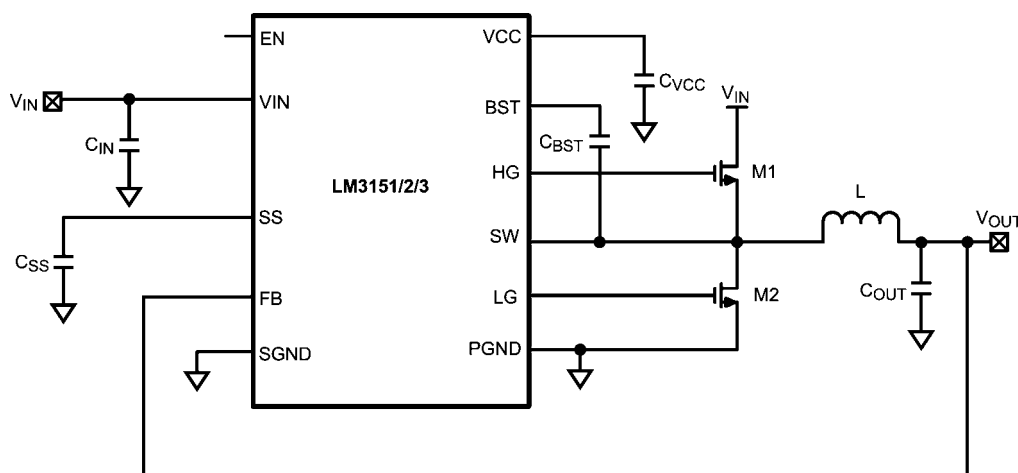 EN
VCC
CVCC
VIN
VIN
BST
VIN
CIN
CBST
HG
M1
LM3151/2/3
L
SS
SW
VOUT
CSS
FB
LG
M2
COUT
SGND
PGND